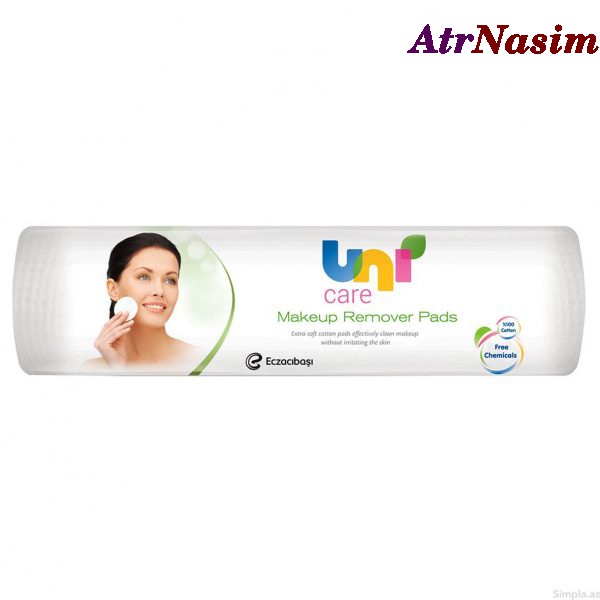 AtrNasim
uni
care
Makeup Remover Pads
Extra soft cotton pads effectively clean makeup
without irritating the skin
%100
Cotton
Free
Chemicals
Eczacıbaşı
Simpla.az